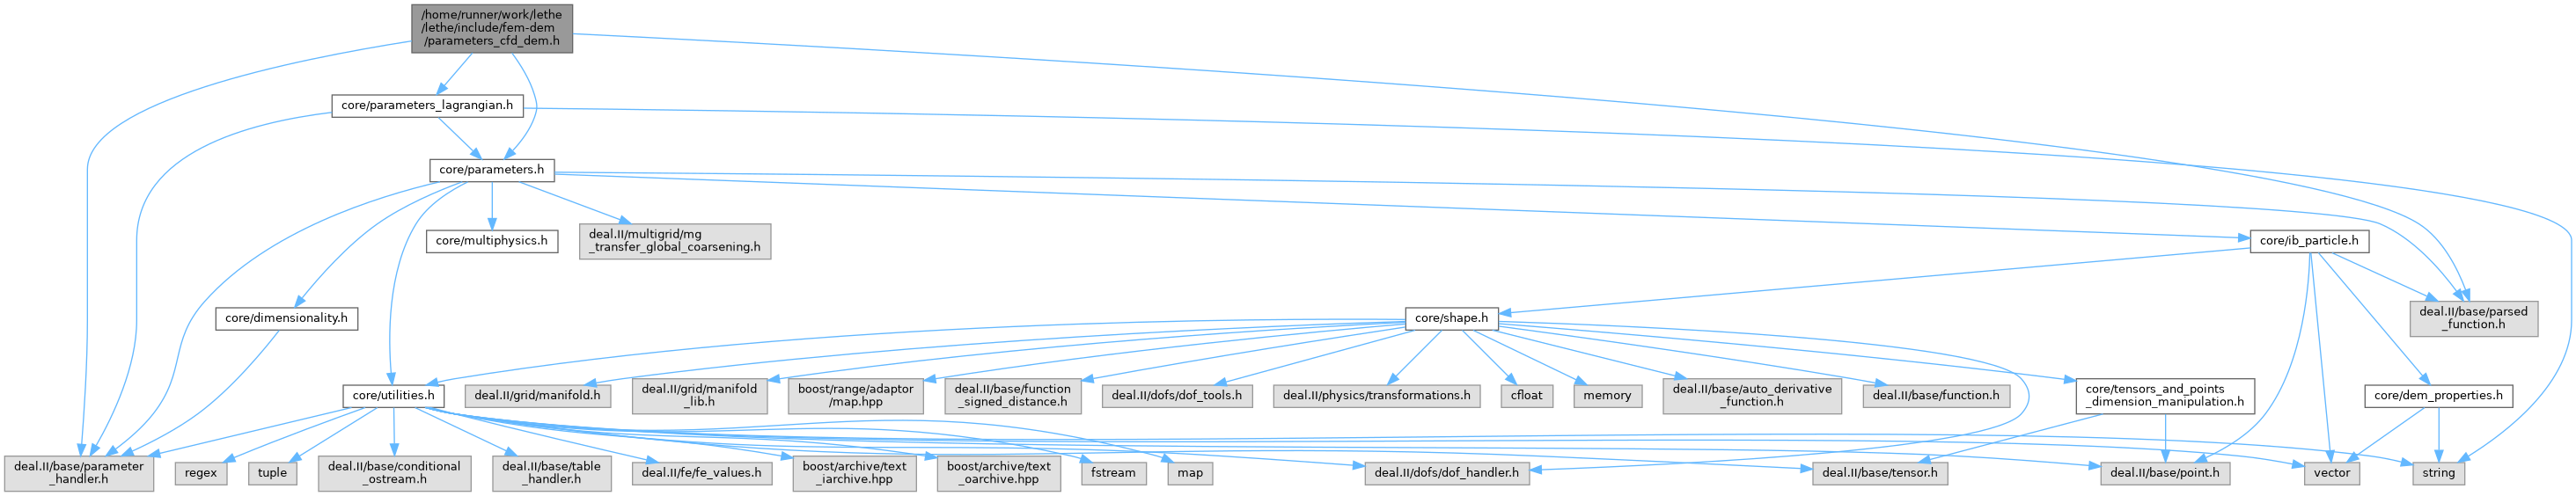 /home/runner/work/lethe
/lethe/include/fem-dem
/parameters_cfd_dem.h
core/parameters_lagrangian.h
core/parameters.h
core/multiphysics.h
deal.II/multigrid/mg
_transfer_global_coarsening.h
core/ib_particle.h
core/dimensionality.h
core/shape.h
deal.II/base/parsed
_function.h
core/utilities.h
deal.II/grid/manifold.h
deal.II/grid/manifold
_lib.h
boost/range/adaptor
/map.hpp
deal.II/base/function
_signed_distance.h
deal.II/dofs/dof_tools.h
deal.II/physics/transformations.h
cfloat
memory
deal.II/base/auto_derivative
_function.h
deal.II/base/function.h
core/tensors_and_points
_dimension_manipulation.h
core/dem_properties.h
deal.II/base/parameter
_handler.h
regex
tuple
deal.II/base/conditional
_ostream.h
deal.II/base/table
_handler.h
deal.II/fe/fe_values.h
boost/archive/text
_iarchive.hpp
boost/archive/text
_oarchive.hpp
fstream
map
deal.II/dofs/dof_handler.h
deal.II/base/tensor.h
deal.II/base/point.h
vector
string